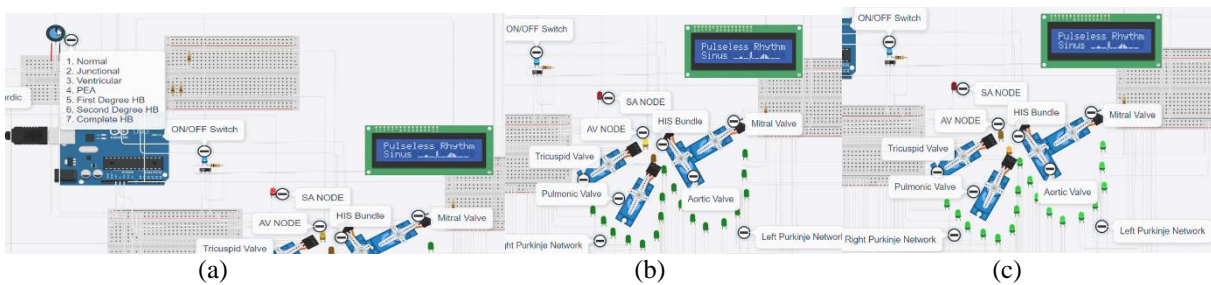 1. Normal
2. Junctional
3. Ventricular
4. PEA
5. First Degree HB
6. Second Degree HB
7. Complete HB
ardic
ON/OFF Switch
Pulseless Rhythm
Sinus
SA NODE
AV NODE
HIS Bundle
Mitral Valve
Tricuspid Valve
(a)
ON/OFF Switch
Pulseless Rhythm
Sinus
SA NODE
AV NODE
HIS Bundle
Mitral Valve
Tricuspid Valve
Pulmonic Valve
Aortic Valve
ht Purkinje Network
Left Purkinje Network
(b)
ON/OFF Switch
Pulseless Rhythm
Sinus
SA NODE
AV NODE
HIS Bundle
Mitral Valve
Tricuspid Valve
Pulmonic Valve
Aortic Valve
Right Purkinje Network
Left Purkinje Network
(c)